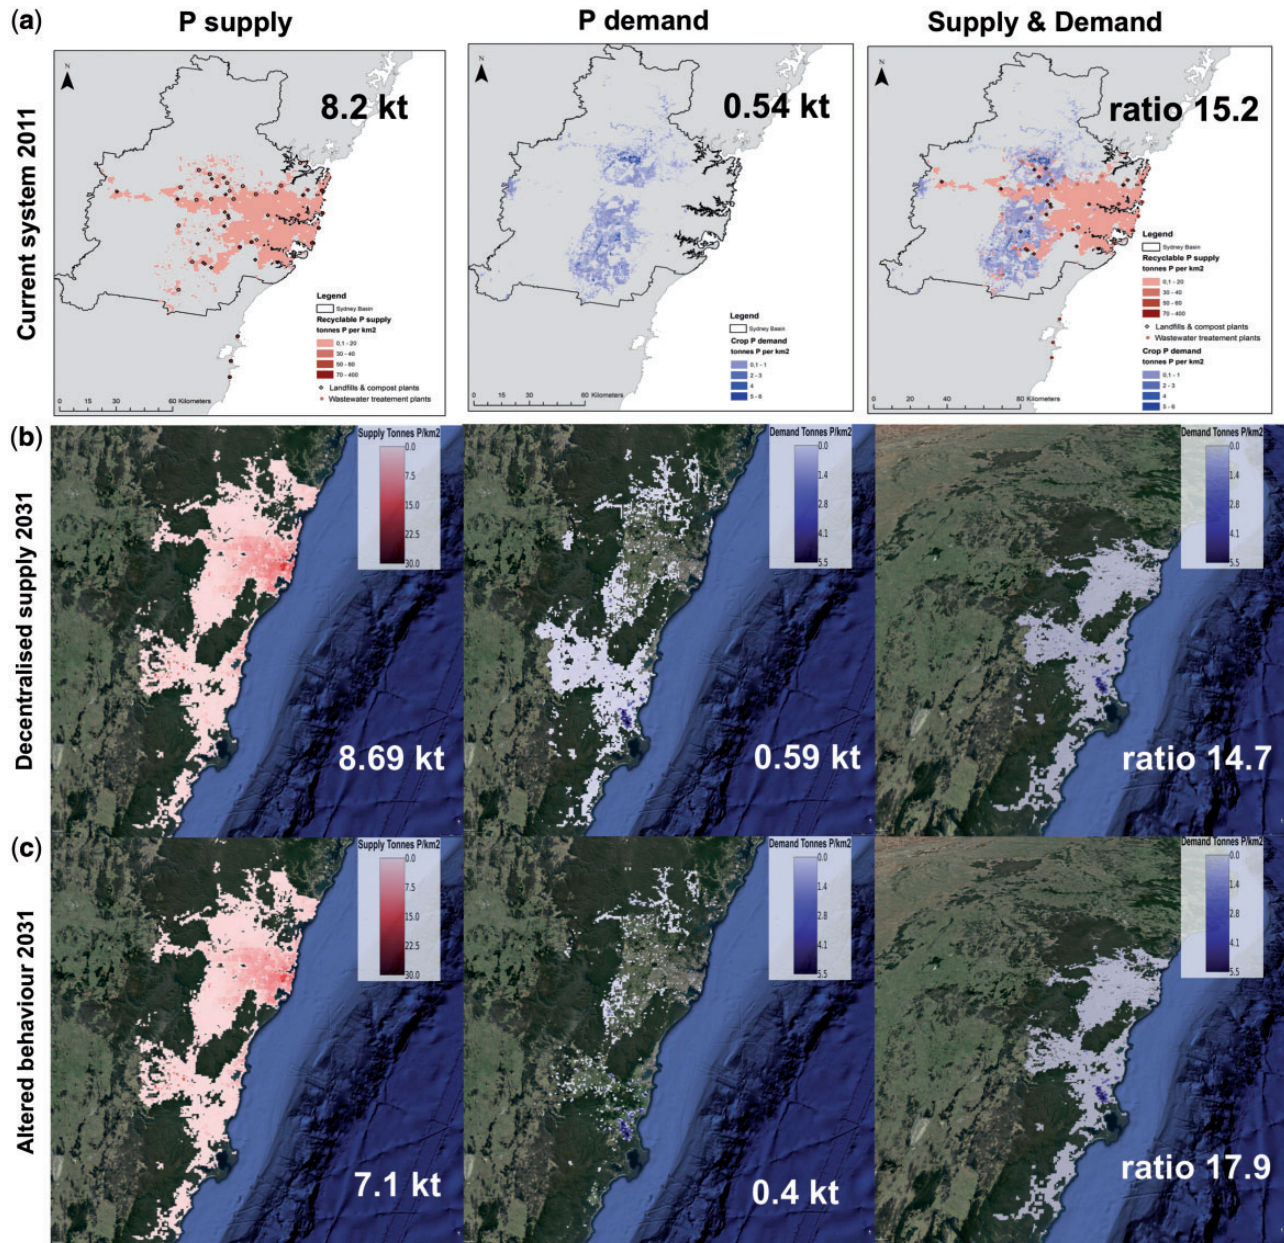 (a)
P supply
P demand
Supply & Demand
Current system 2011
N
8.2 kt
Legend
Sydney Basin
Recyclable P supply
tonnes P per km2
0,1 - 20
30 - 40
50 - 60
70 - 400
Landfills & compost plants
Wastewater treatement plants
0 15 30 60 Kilometers
N
0.54 kt
Legend
Sydney Basin
Crop P demand
tonnes P per km2
0,1 - 1
2 - 3
4
5 - 6
0 15 30 60 Kilometers
N
ratio 15.2
Legend
Sydney Basin
Recyclable P supply
tonnes P per km2
0,1 - 20
30 - 40
50 - 60
70 - 400
Landfills & compost plants
Wastewater treatement plants
Crop P demand
tonnes P per km2
0,1 - 1
2 - 3
4
5 - 6
0 20 40 80 Kilometers
(b)
Decentralised supply 2031
Supply Tonnes P/km2
0.0
7.5
15.0
22.5
30.0
8.69 kt
Demand Tonnes P/km2
0.0
1.4
2.8
4.1
5.5
0.59 kt
Demand Tonnes P/km2
0.0
1.4
2.8
4.1
5.5
ratio 14.7
(c)
Altered behaviour 2031
Supply Tonnes P/km2
0.0
7.5
15.0
22.5
30.0
7.1 kt
Demand Tonnes P/km2
0.0
1.4
2.8
4.1
5.5
0.4 kt
Demand Tonnes P/km2
0.0
1.4
2.8
4.1
5.5
ratio 17.9